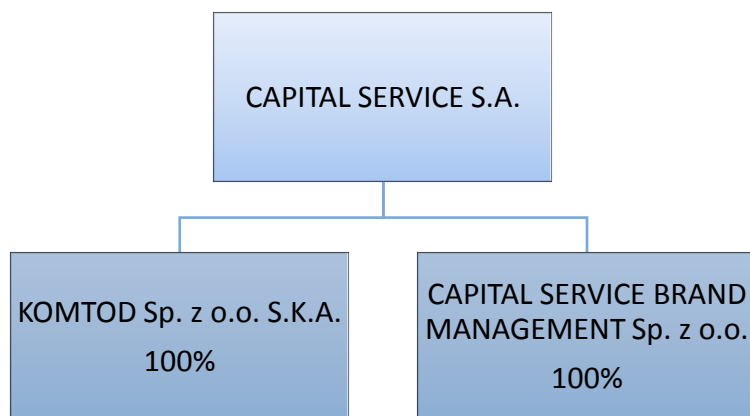 CAPITAL SERVICE S.A.
KOMTOD Sp. z o.o. S.K.A.
100%
CAPITAL SERVICE BRAND
MANAGEMENT Sp. z o.o.
100%